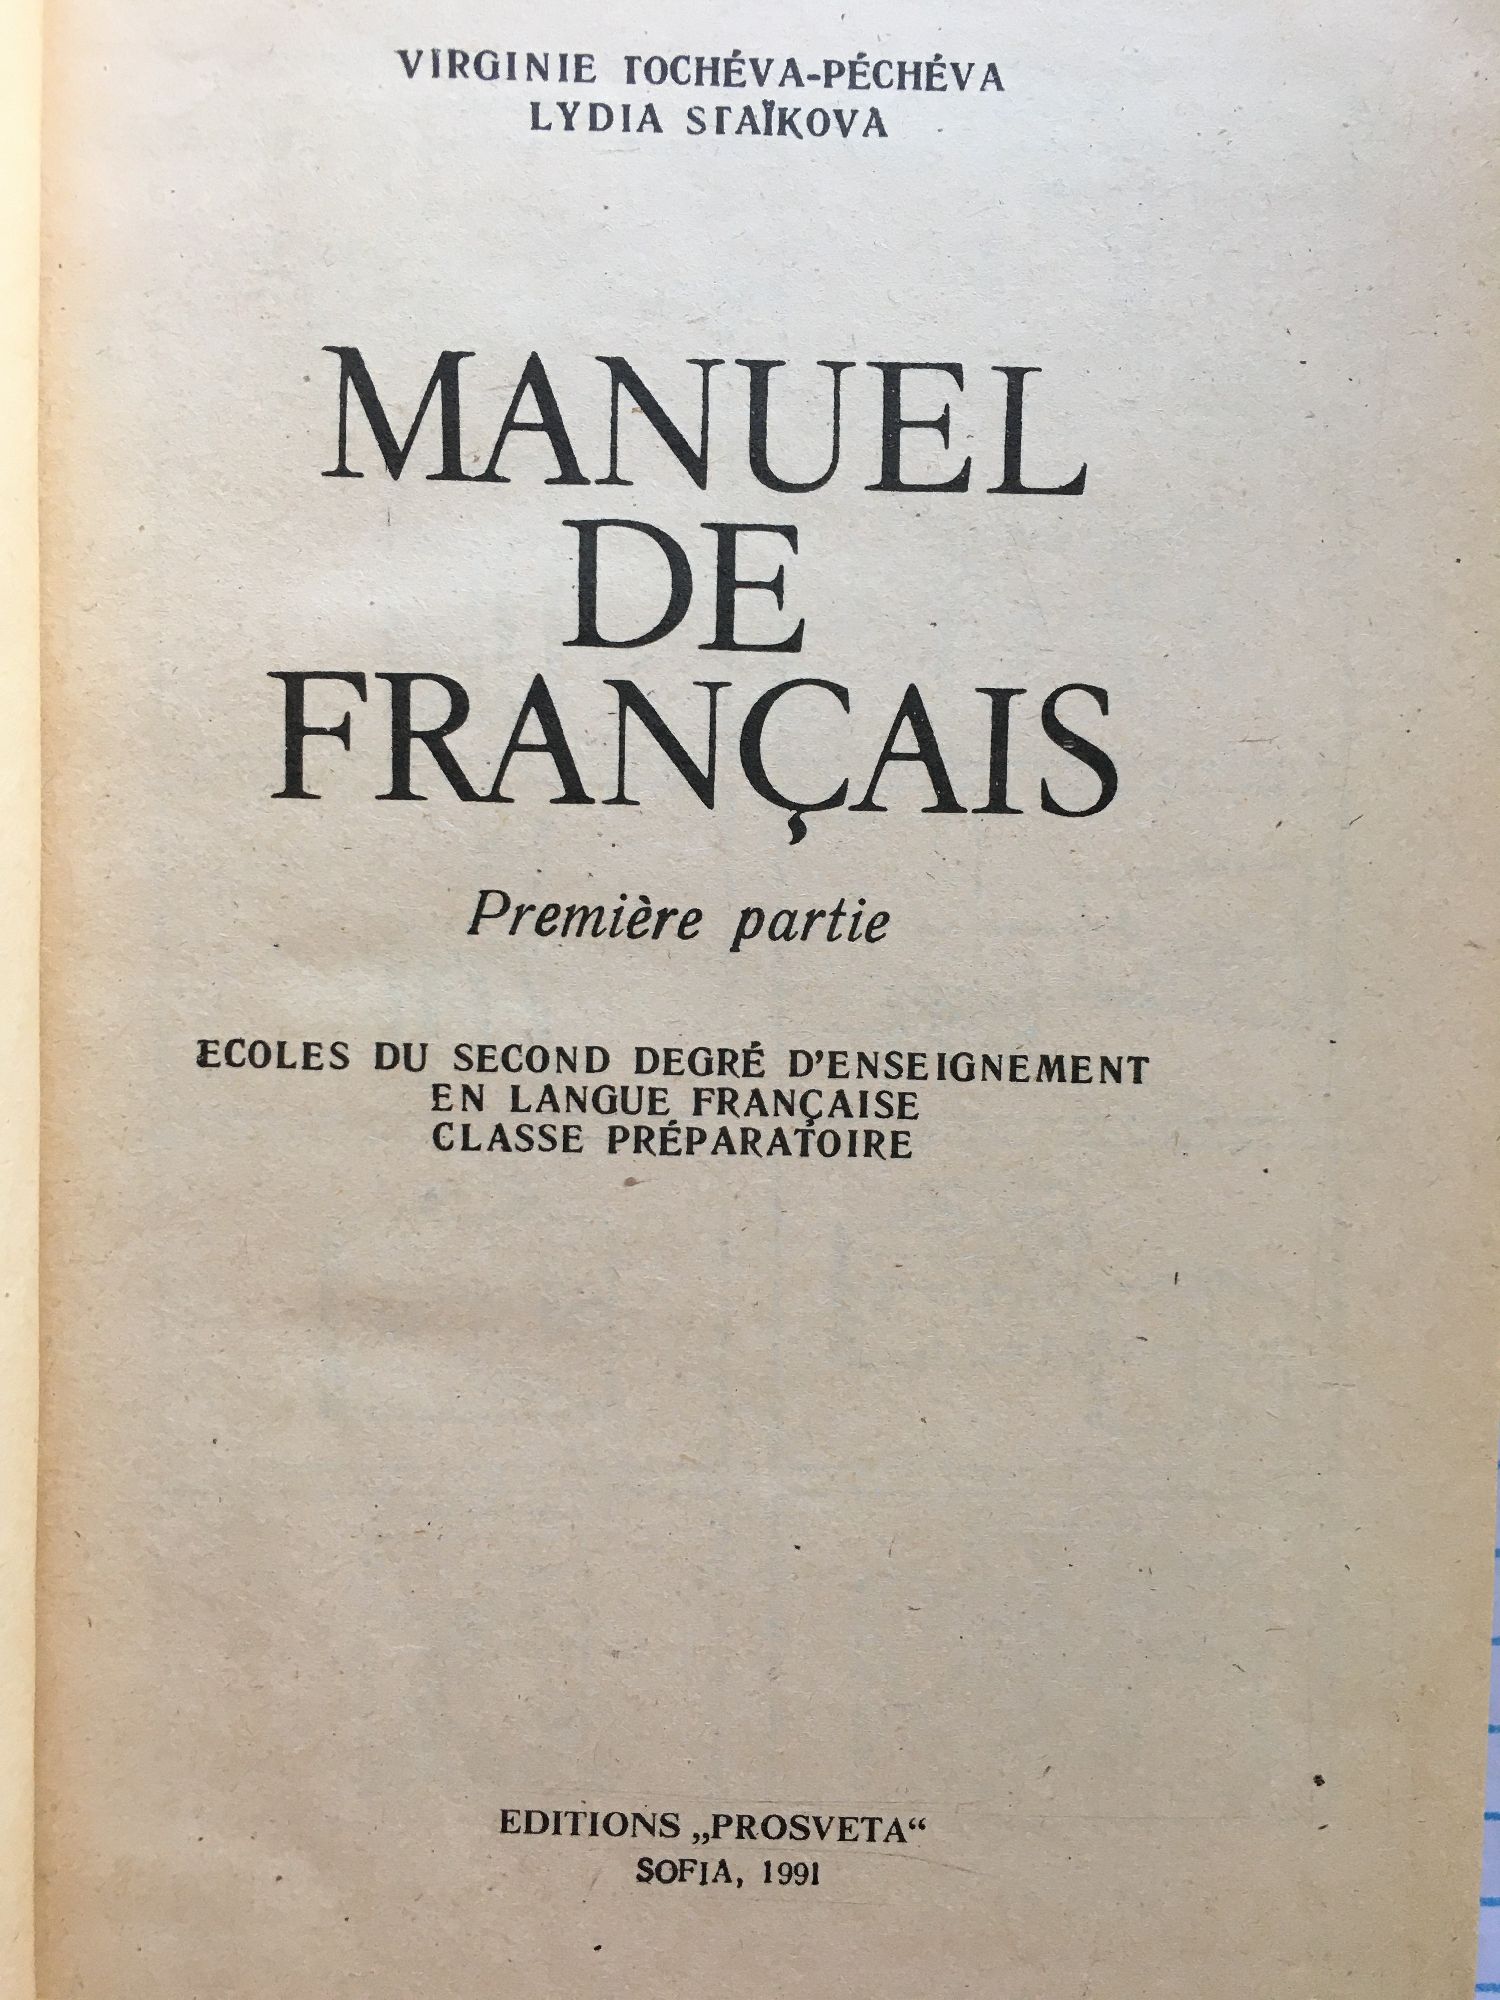 VIRGINIE TOCHÉVA-PÉCHÉVA
LYDIA STAÏKOVA
MANUEL
DE
FRANÇAIS
Première partie
ECOLES DU SECOND DEGRÉ D'ENSEIGNEMENT
EN LANGUE FRANÇAISE
CLASSE PRÉPARATOIRE
EDITIONS „PROSVETA“
SOFIA, 1991